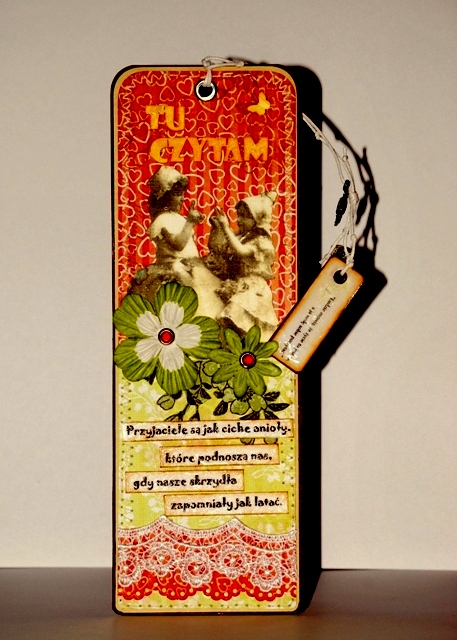 TU
CZYTAM
Przyjaciele są jak ciche anioły,
które podnoszą nas,
gdy nasze skrzydła
zapomniały jak latać.